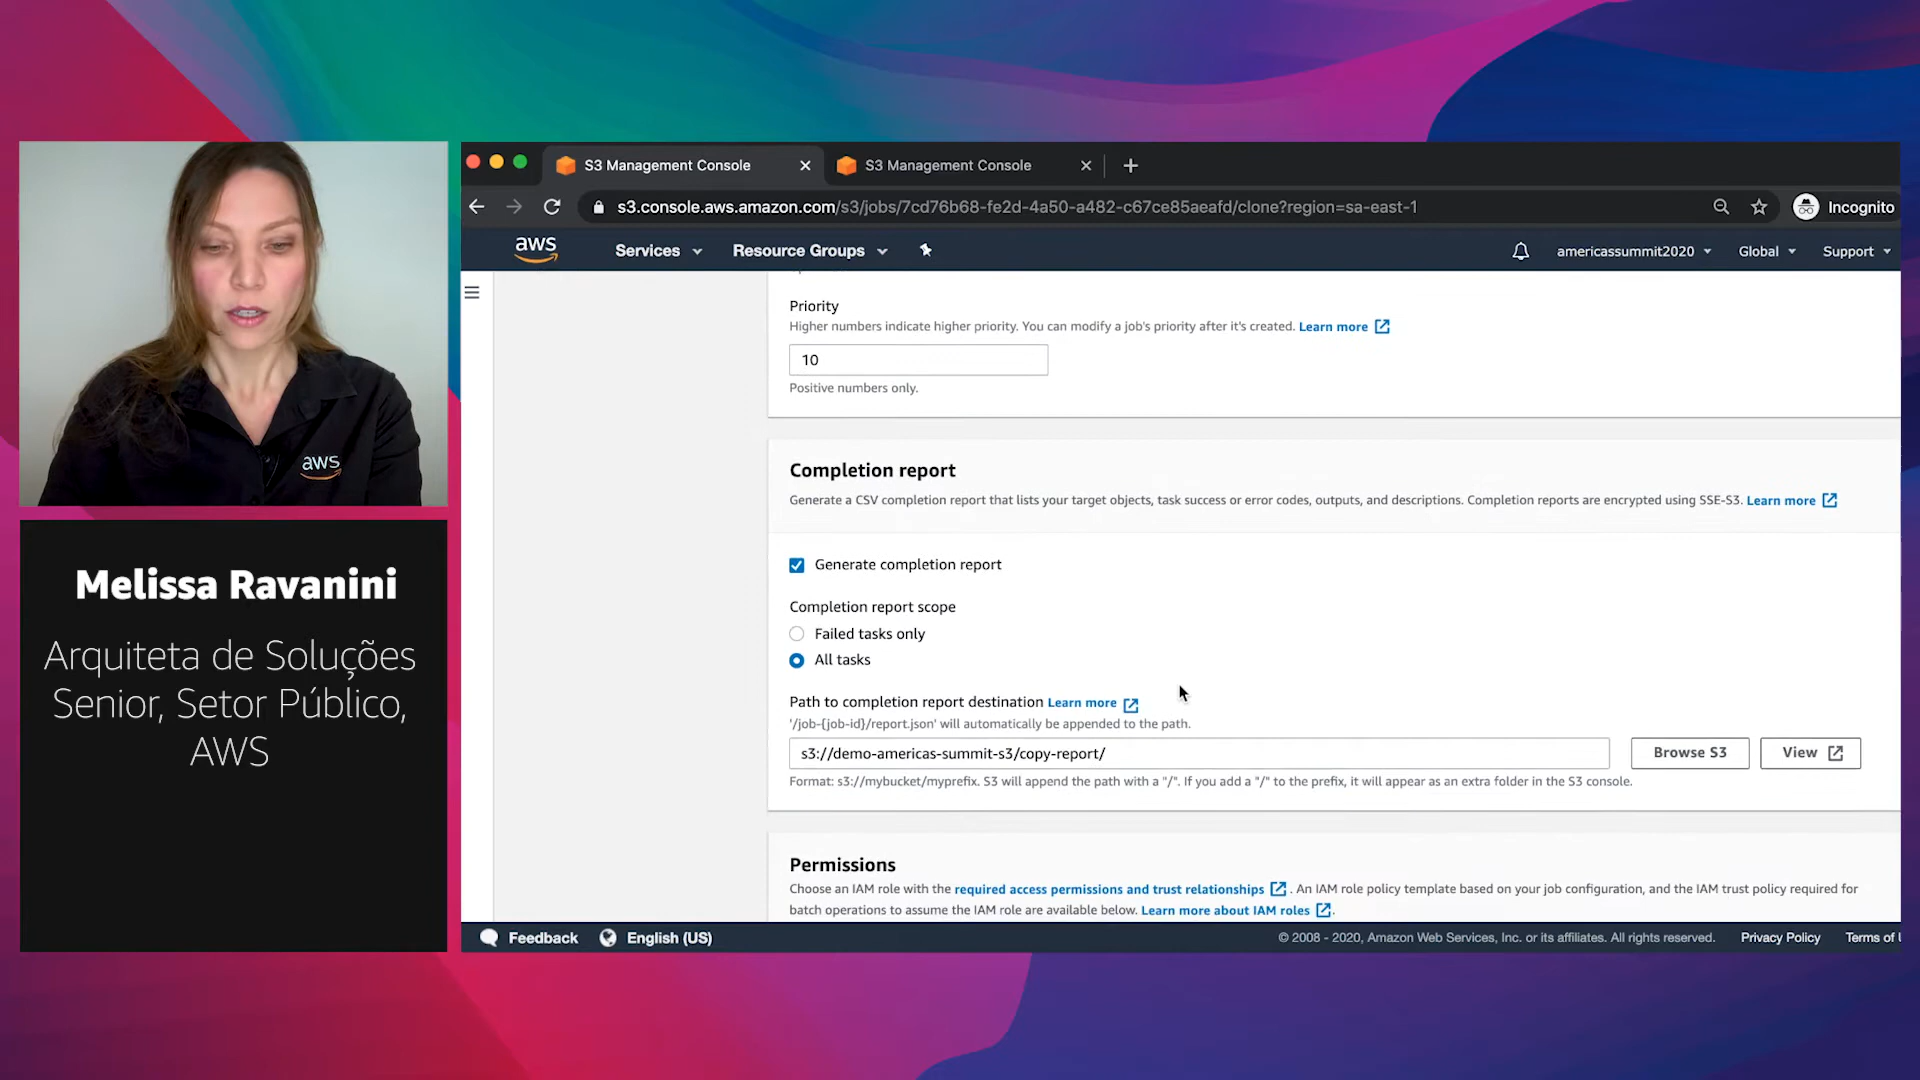 S3 Management Console
S3 Management Console
s3.console.aws.amazon.com/s3/jobs/7cd76b68-fe2d-4a50-a482-c67ce85aeafd/clone?region=sa-east-1
Incognito
aws
Services
Resource Groups
americassummit2020
Global
Support
Priority
Higher numbers indicate higher priority. You can modify a job's priority after it's created. Learn more
10
Positive numbers only.
Completion report
Generate a CSV completion report that lists your target objects, task success or error codes, outputs, and descriptions. Completion reports are encrypted using SSE-S3. Learn more
Generate completion report
Completion report scope
Failed tasks only
All tasks
Path to completion report destination Learn more
'/job-{job-id}/report.json' will automatically be appended to the path.
s3://demo-americas-summit-s3/copy-report/
Browse S3
View
Format: s3://mybucket/myprefix. S3 will append the path with a "/". If you add a "/" to the prefix, it will appear as an extra folder in the S3 console.
Permissions
Choose an IAM role with the required access permissions and trust relationships . An IAM role policy template based on your job configuration, and the IAM trust policy required for
batch operations to assume the IAM role are available below. Learn more about IAM roles .
Feedback
English (US)
© 2008 - 2020, Amazon Web Services, Inc. or its affiliates. All rights reserved.
Privacy Policy
Terms of
aws
Melissa Ravanini
Arquiteta de Soluções
Senior, Setor Público,
AWS